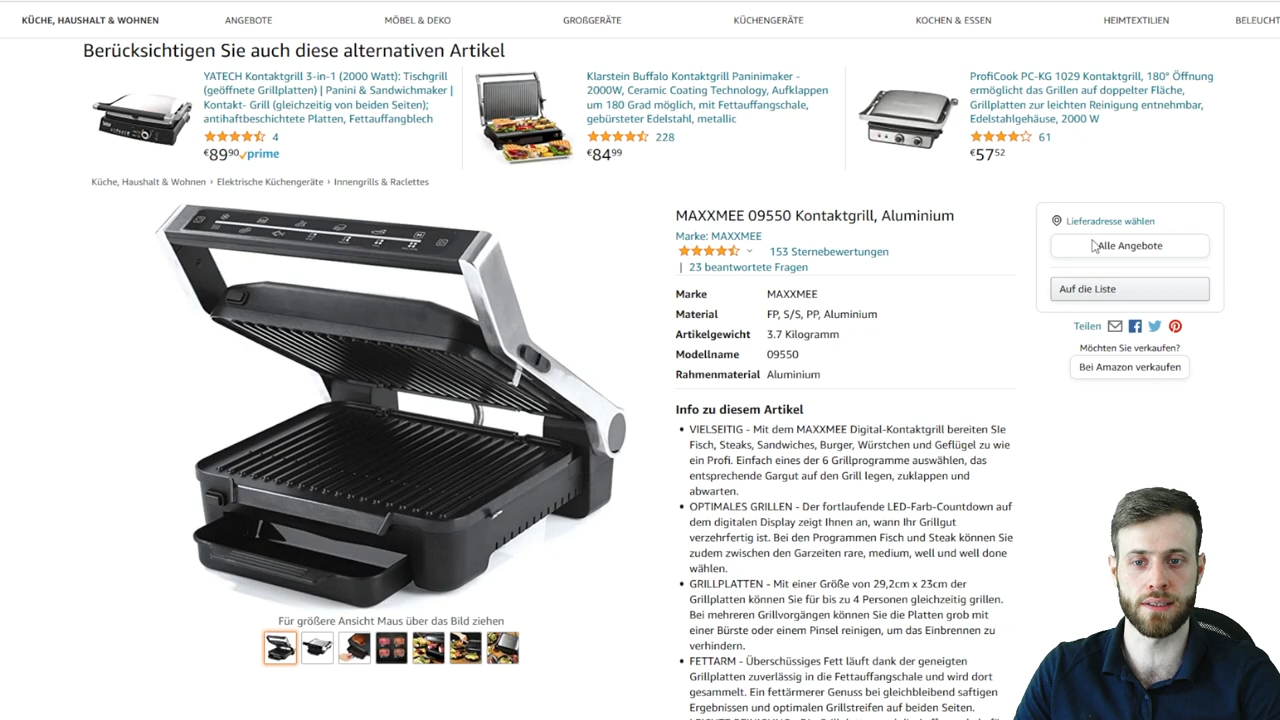 KÜCHE, HAUSHALT & WOHNEN
ANGEBOTE
MÖBEL & DEKO
GROßGERÄTE
KÜCHENGERÄTE
KOCHEN & ESSEN
HEIMTEXTILIEN
BELEUCHT
Berücksichtigen Sie auch diese alternativen Artikel
YATECH Kontaktgrill 3-in-1 (2000 Watt): Tischgrill
(geöffnete Grillplatten) | Panini & Sandwichmaker |
Kontakt- Grill (gleichzeitig von beiden Seiten);
antihaftbeschichtete Platten, Fettauffangblech
4
€89⁹⁰ prime
Klarstein Buffalo Kontaktgrill Paninimaker -
2000W, Ceramic Coating Technology, Aufklappen
um 180 Grad möglich, mit Fettauffangschale,
gebürsteter Edelstahl, metallic
228
€84⁹⁹
ProfiCook PC-KG 1029 Kontaktgrill, 180° Öffnung
ermöglicht das Grillen auf doppelter Fläche,
Grillplatten zur leichten Reinigung entnehmbar,
Edelstahlgehäuse, 2000 W
61
€57⁵²
Küche, Haushalt & Wohnen › Elektrische Küchengeräte › Innengrills & Raclettes
Für größere Ansicht Maus über das Bild ziehen
MAXXMEE 09550 Kontaktgrill, Aluminium
Marke: MAXXMEE
153 Sternebewertungen
| 23 beantwortete Fragen
Marke MAXXMEE
Material FP, S/S, PP, Aluminium
Artikelgewicht 3.7 Kilogramm
Modellname 09550
Rahmenmaterial Aluminium
Info zu diesem Artikel
• VIELSEITIG - Mit dem MAXXMEE Digital-Kontaktgrill bereiten SIe
Fisch, Steaks, Sandwiches, Burger, Würstchen und Geflügel zu wie
ein Profi. Einfach eines der 6 Grillprogramme auswählen, das
entsprechende Gargut auf den Grill legen, zuklappen und
abwarten.
• OPTIMALES GRILLEN - Der fortlaufende LED-Farb-Countdown auf
dem digitalen Display zeigt Ihnen an, wann Ihr Grillgut
verzehrfertig ist. Bei den Programmen Fisch und Steak können Sie
zudem zwischen den Garzeiten rare, medium, well und well done
wählen.
• GRILLPLATTEN - Mit einer Größe von 29,2cm x 23cm der
Grillplatten können Sie für bis zu 4 Personen gleichzeitig grillen.
Bei mehreren Grillvorgängen können Sie die Platten grob mit
einer Bürste oder einem Pinsel reinigen, um das Einbrennen zu
verhindern.
• FETTARM - Überschüssiges Fett läuft dank der geneigten
Grillplatten zuverlässig in die Fettauffangschale und wird dort
gesammelt. Ein fettärmerer Genuss bei gleichbleibend saftigen
Ergebnissen und optimalen Grillstreifen auf beiden Seiten.
Lieferadresse wählen
Alle Angebote
Auf die Liste
Teilen
Möchten Sie verkaufen?
Bei Amazon verkaufen